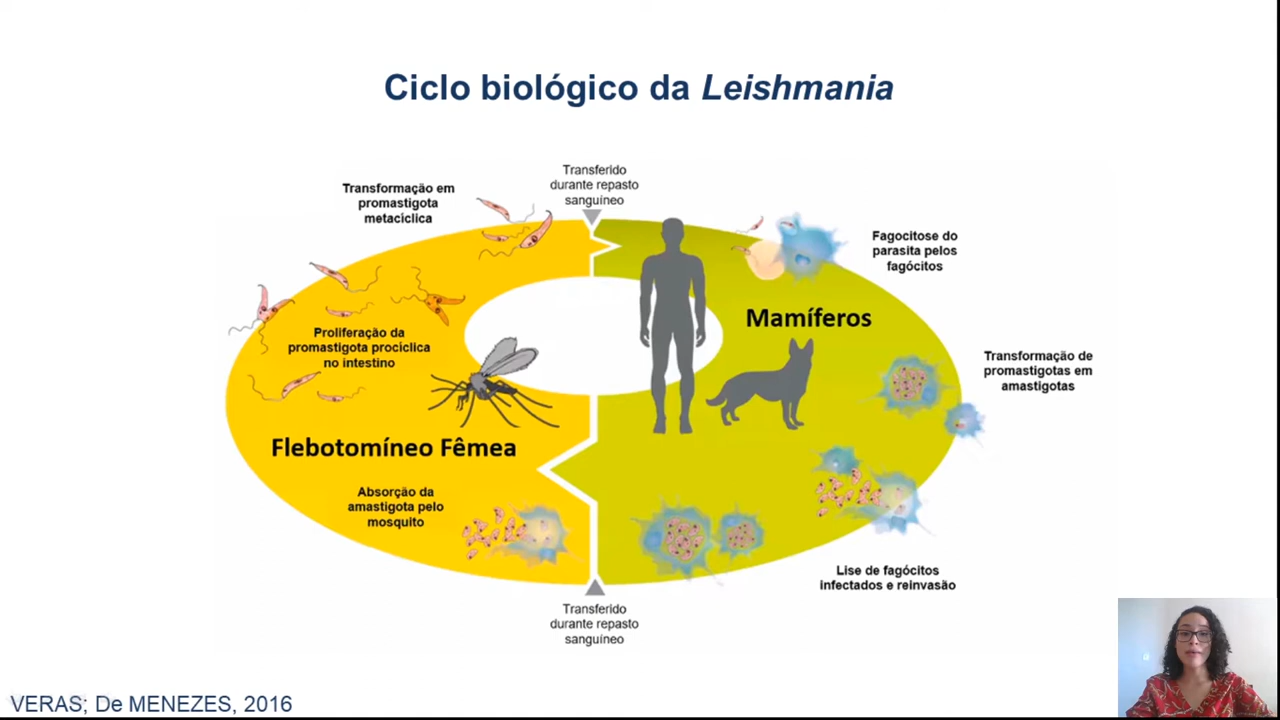 Ciclo biológico da Leishmania
Transferido
durante repasto
sanguíneo
Transformação em
promastigota
metacíclica
Fagocitose do
parasita pelos
fagócitos
Mamíferos
Proliferação da
promastigota procíclica
no intestino
Transformação de
promastigotas em
amastigotas
Flebotomíneo Fêmea
Absorção da
amastigota pelo
mosquito
Lise de fagócitos
infectados e reinvasão
Transferido
durante repasto
sanguíneo
VERAS; De MENEZES, 2016